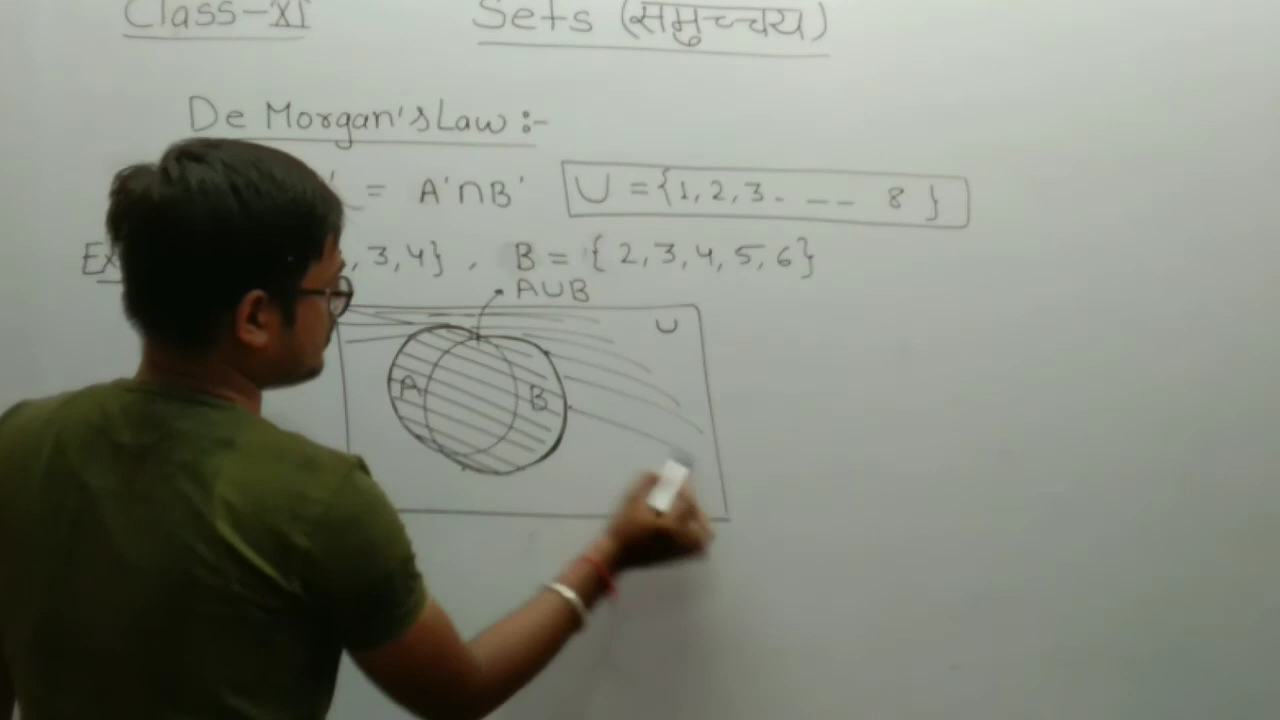 Class-XI Sets (समुच्चय)
De Morgan's Law :-
' = A'∩B' U = {1, 2, 3. _ __ 8 }
Ex , 3, 4} , B = { 2, 3, 4, 5, 6}
A∪B
U
A B